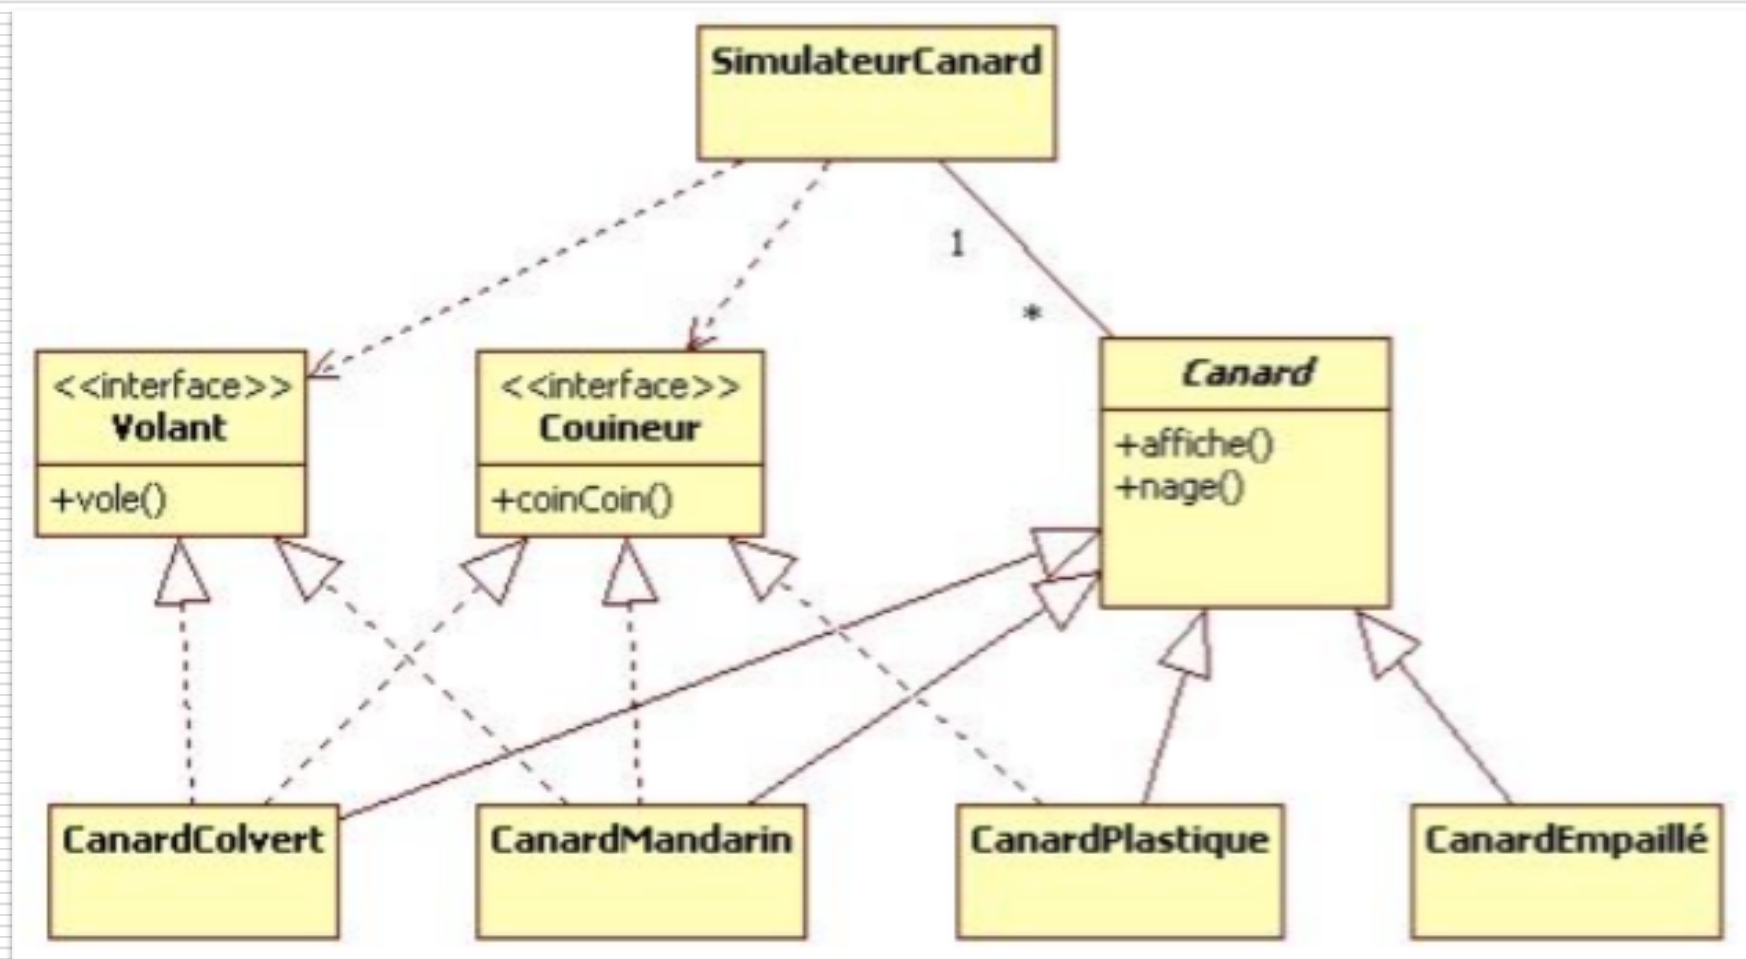 SimulateurCanard
1
*
<<interface>>
Volant
+vole()
<<interface>>
Couineur
+coinCoin()
Canard
+affiche()
+nage()
CanardColvert
CanardMandarin
CanardPlastique
CanardEmpaillé